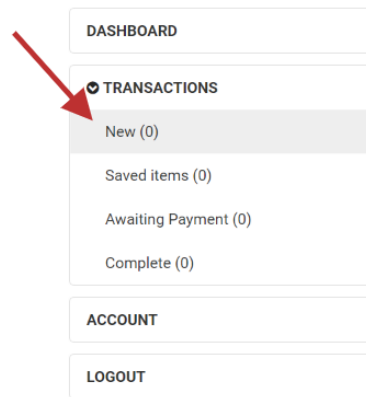 DASHBOARD
TRANSACTIONS
New (0)
Saved items (0)
Awaiting Payment (0)
Complete (0)
ACCOUNT
LOGOUT